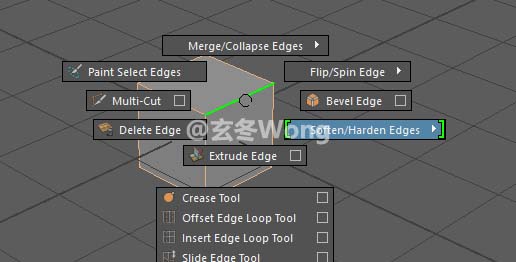 Merge/Collapse Edges
Paint Select Edges
Flip/Spin Edge
Multi-Cut
Bevel Edge
Delete Edge
@玄冬Wong
Soften/Harden Edges
Extrude Edge
Crease Tool
Offset Edge Loop Tool
Insert Edge Loop Tool
Slide Edge Tool